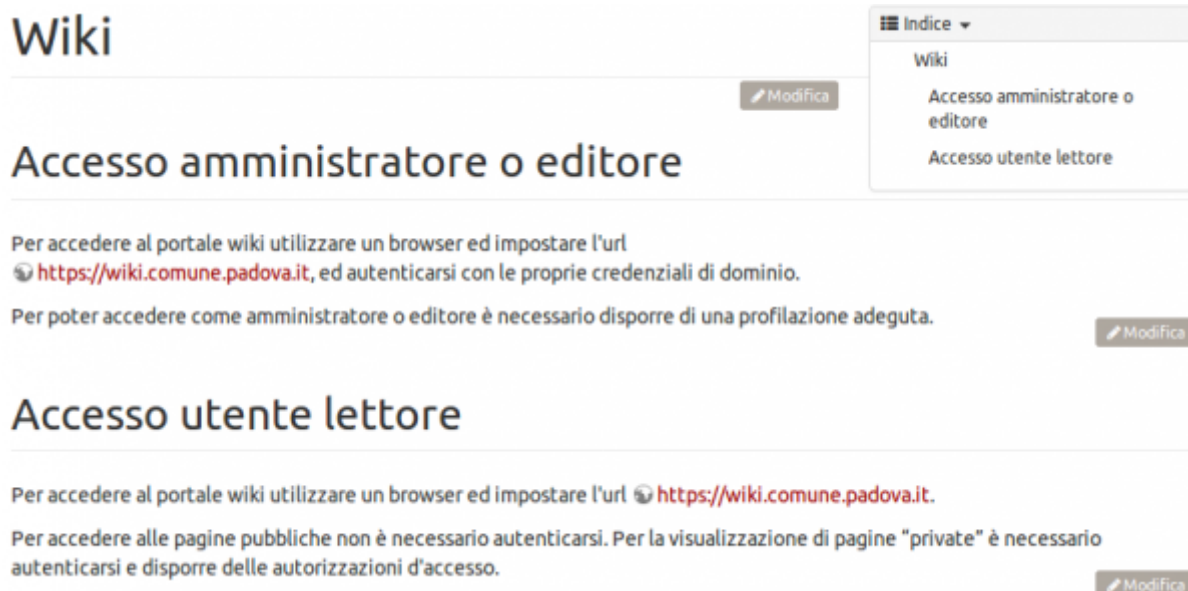 Wiki
Indice
Wiki
Accesso amministratore o
editore
Accesso utente lettore
Modifica
Accesso amministratore o editore
Per accedere al portale wiki utilizzare un browser ed impostare l'url
https://wiki.comune.padova.it, ed autenticarsi con le proprie credenziali di dominio.
Per poter accedere come amministratore o editore è necessario disporre di una profilazione adeguta.
Modifica
Accesso utente lettore
Per accedere al portale wiki utilizzare un browser ed impostare l'url https://wiki.comune.padova.it.
Per accedere alle pagine pubbliche non è necessario autenticarsi. Per la visualizzazione di pagine “private” è necessario
autenticarsi e disporre delle autorizzazioni d'accesso.
Modifica